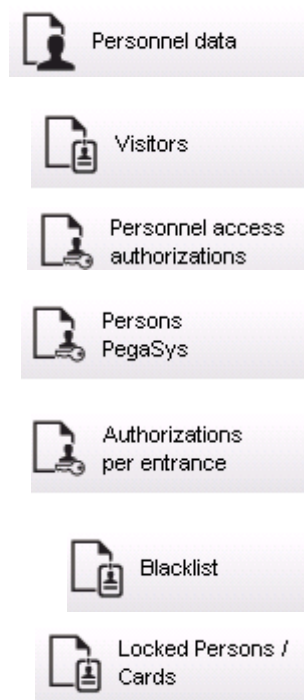 Personnel data
Visitors
Personnel access
authorizations
Persons
PegaSys
Authorizations
per entrance
Blacklist
Locked Persons /
Cards